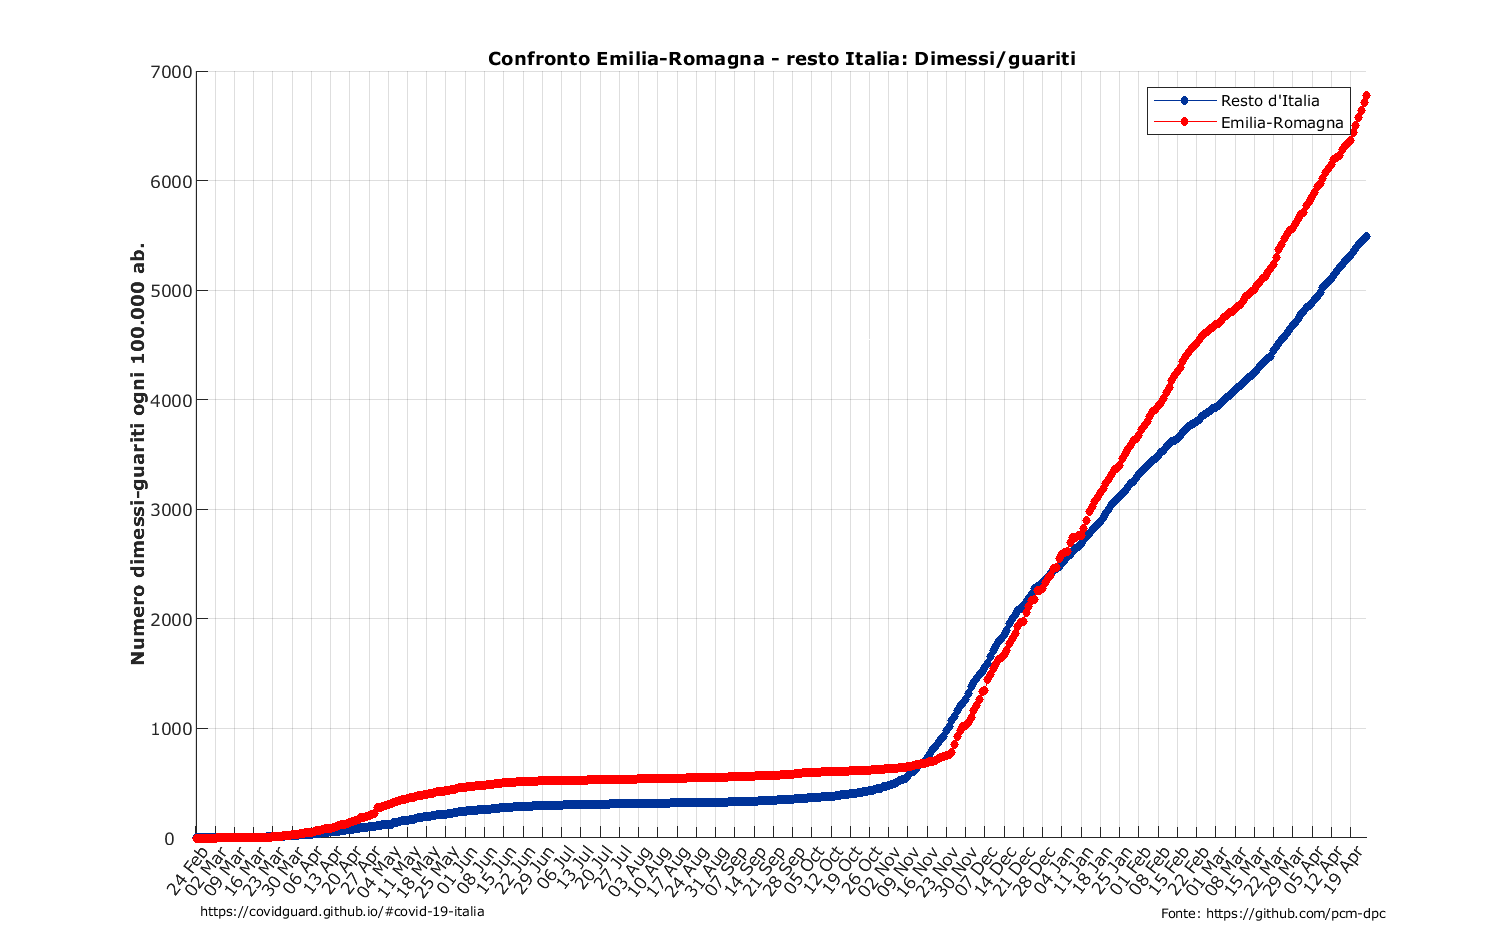 Confronto Emilia-Romagna - resto Italia: Dimessi/guariti
Resto d'Italia
Emilia-Romagna
Numero dimessi-guariti ogni 100.000 ab.
7000
6000
5000
4000
3000
2000
1000
0
24 Feb
02 Mar
09 Mar
16 Mar
23 Mar
30 Mar
06 Apr
13 Apr
20 Apr
27 Apr
04 May
11 May
18 May
25 May
01 Jun
08 Jun
15 Jun
22 Jun
29 Jun
06 Jul
13 Jul
20 Jul
27 Jul
03 Aug
10 Aug
17 Aug
24 Aug
31 Aug
07 Sep
14 Sep
21 Sep
28 Sep
05 Oct
12 Oct
19 Oct
26 Oct
02 Nov
09 Nov
16 Nov
23 Nov
30 Nov
07 Dec
14 Dec
21 Dec
28 Dec
04 Jan
11 Jan
18 Jan
25 Jan
01 Feb
08 Feb
15 Feb
22 Feb
01 Mar
08 Mar
15 Mar
22 Mar
29 Mar
05 Apr
12 Apr
19 Apr
https://covidguard.github.io/#covid-19-italia
Fonte: https://github.com/pcm-dpc